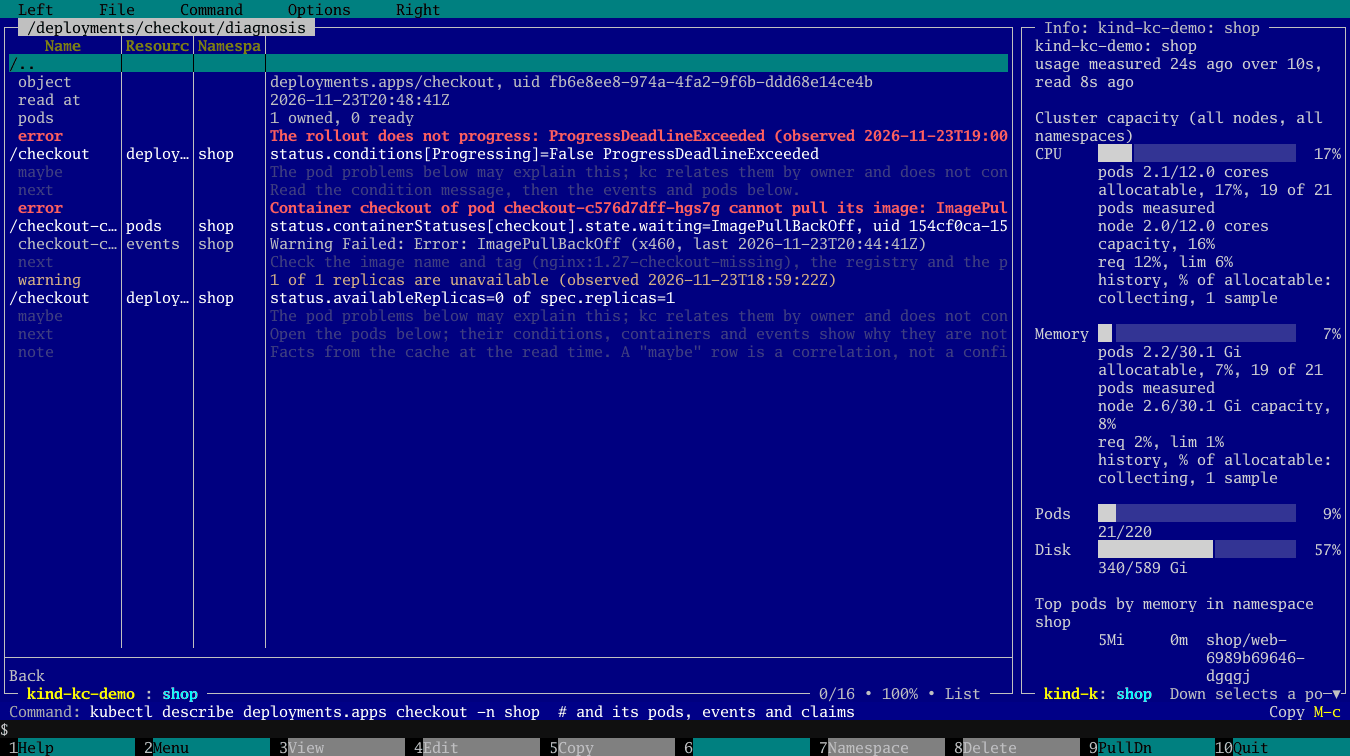 Left File Command Options Right
/deployments/checkout/diagnosis
Name Resourc Namespa
/..
object deployments.apps/checkout, uid fb6e8ee8-974a-4fa2-9f6b-ddd68e14ce4b
read at 2026-11-23T20:48:41Z
pods 1 owned, 0 ready
error The rollout does not progress: ProgressDeadlineExceeded (observed 2026-11-23T19:00
/checkout deploy… shop status.conditions[Progressing]=False ProgressDeadlineExceeded
maybe The pod problems below may explain this; kc relates them by owner and does not con
next Read the condition message, then the events and pods below.
error Container checkout of pod checkout-c576d7dff-hgs7g cannot pull its image: ImagePul
/checkout-c… pods shop status.containerStatuses[checkout].state.waiting=ImagePullBackOff, uid 154cf0ca-15
checkout-c… events shop Warning Failed: Error: ImagePullBackOff (x460, last 2026-11-23T20:44:41Z)
next Check the image name and tag (nginx:1.27-checkout-missing), the registry and the p
warning 1 of 1 replicas are unavailable (observed 2026-11-23T18:59:22Z)
/checkout deploy… shop status.availableReplicas=0 of spec.replicas=1
maybe The pod problems below may explain this; kc relates them by owner and does not con
next Open the pods below; their conditions, containers and events show why they are not
note Facts from the cache at the read time. A "maybe" row is a correlation, not a confi
Back
kind-kc-demo : shop 0/16 • 100% • List
Info: kind-kc-demo: shop
kind-kc-demo: shop
usage measured 24s ago over 10s,
read 8s ago
Cluster capacity (all nodes, all
namespaces)
CPU 17%
pods 2.1/12.0 cores
allocatable, 17%, 19 of 21
pods measured
node 2.0/12.0 cores
capacity, 16%
req 12%, lim 6%
history, % of allocatable:
collecting, 1 sample
Memory 7%
pods 2.2/30.1 Gi
allocatable, 7%, 19 of 21
pods measured
node 2.6/30.1 Gi capacity,
8%
req 2%, lim 1%
history, % of allocatable:
collecting, 1 sample
Pods 9%
21/220
Disk 57%
340/589 Gi
Top pods by memory in namespace
shop
5Mi 0m shop/web-
6989b69646-
dgqgj
kind-k: shop Down selects a po
Command: kubectl describe deployments.apps checkout -n shop # and its pods, events and claims
Copy M-c
$
1Help 2Menu 3View 4Edit 5Copy 6 7Namespace 8Delete 9PullDn 10Quit